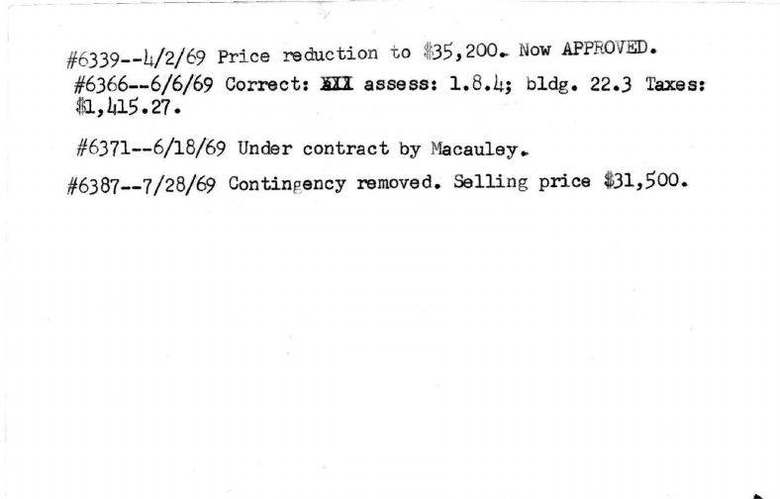 #6339--4/2/69 Price reduction to $35,200. Now APPROVED.
#6366--6/6/69 Correct: assess: 1.8.4; bldg. 22.3 Taxes:
$1,415.27.
#6371--6/18/69 Under contract by Macauley.
#6387--7/28/69 Contingency removed. Selling price $31,500.